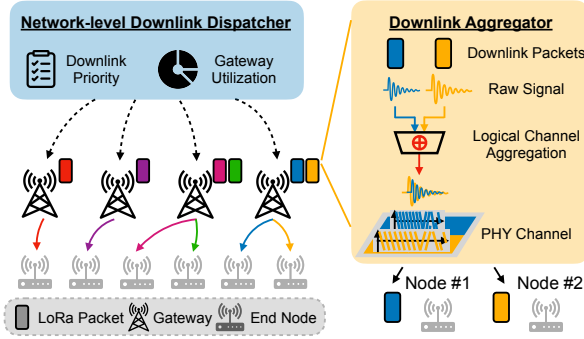 Network-level Downlink Dispatcher
Downlink
Priority
Gateway
Utilization
LoRa Packet
Gateway
End Node
Downlink Aggregator
Downlink Packets
Raw Signal
Logical Channel
Aggregation
PHY Channel
Node #1
Node #2